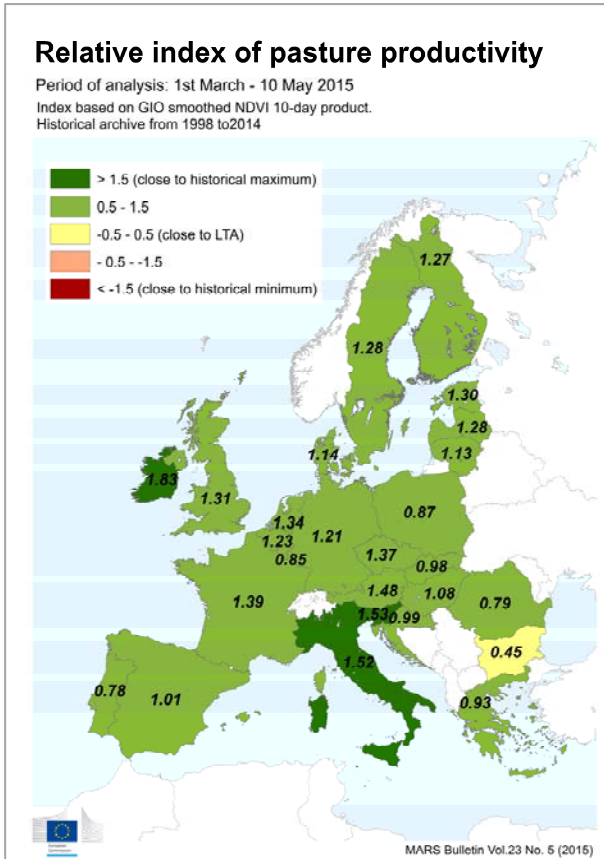 Relative index of pasture productivity
Period of analysis: 1st March - 10 May 2015
Index based on GIO smoothed NDVI 10-day product.
Historical archive from 1998 to2014
> 1.5 (close to historical maximum)
0.5 - 1.5
-0.5 - 0.5 (close to LTA)
- 0.5 - -1.5
< -1.5 (close to historical minimum)
1.27
1.28
1.30
1.28
1.13
1.14
1.83
1.31
1.34
1.23
0.85
1.21
0.87
1.37
0.98
1.48
1.08
0.79
1.39
1.53
0.99
1.52
0.45
0.93
0.78
1.01
European
Commission
MARS Bulletin Vol.23 No. 5 (2015)